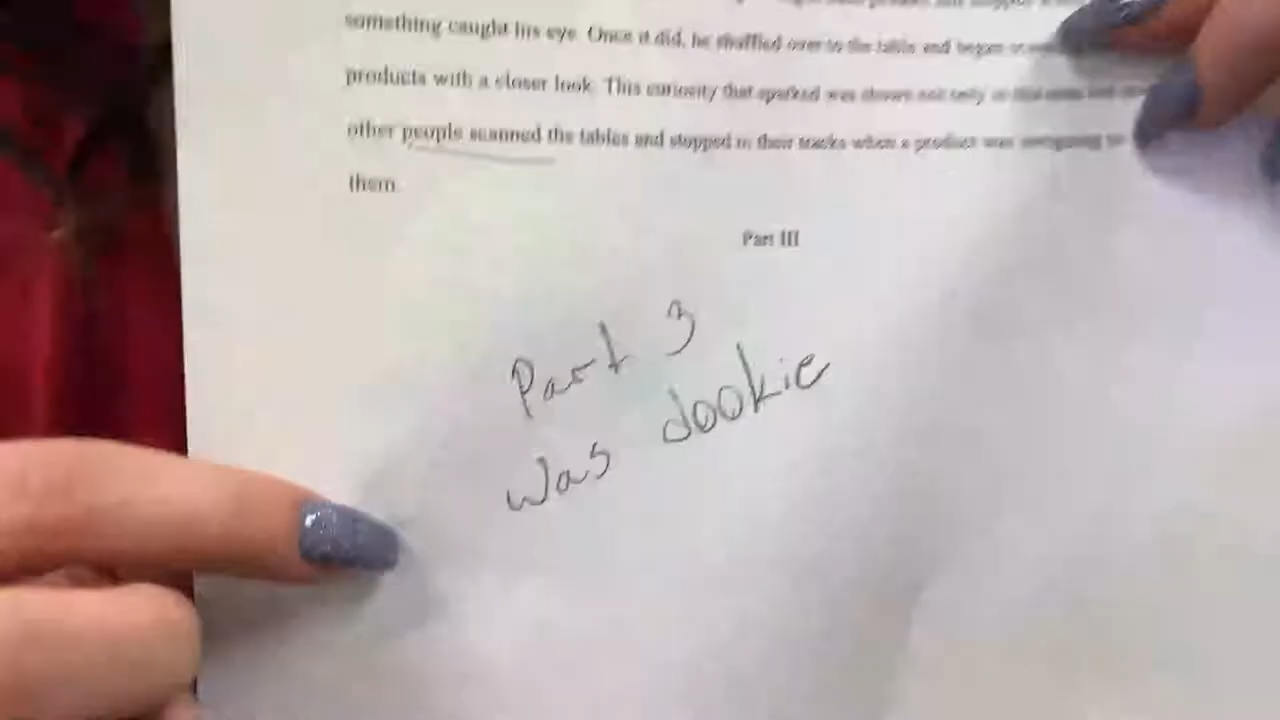 something caught his eye. Once it did, he shuffled over to the table and began
products with a closer look. This curiosity that sparked was shown not only
other people scanned the tables and stopped in their tracks when a product was intriguing to
them.
Part III
Part 3
was dookie